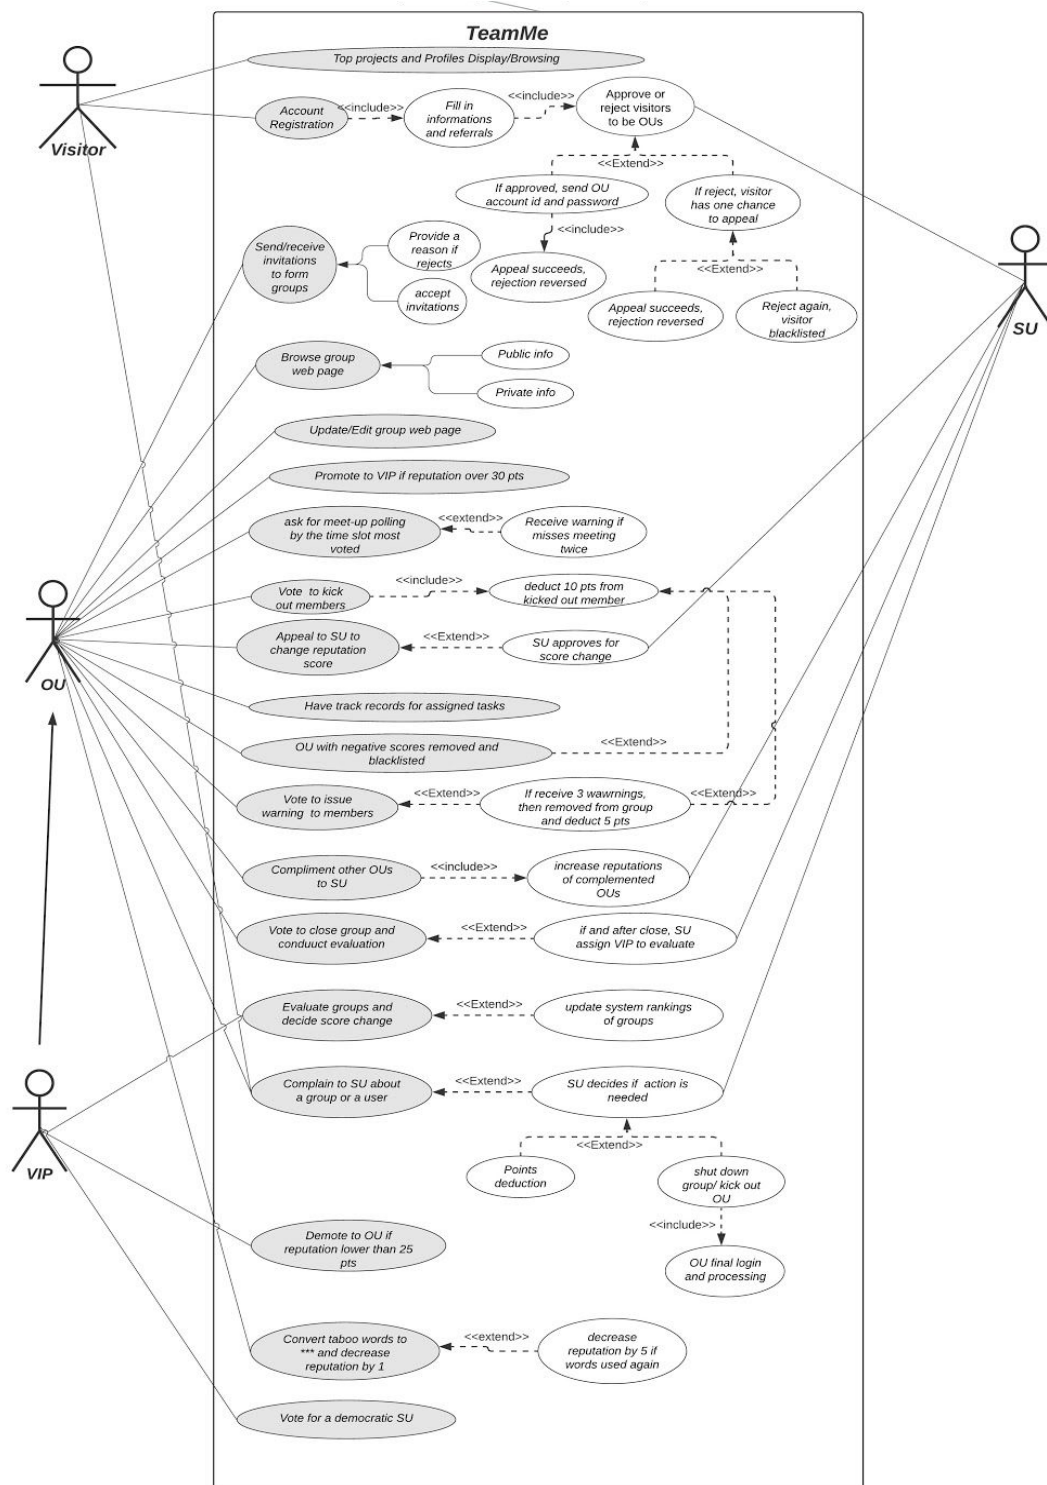 TeamMe
Top projects and Profiles Display/Browsing
Visitor
Account
Registration
<<include>>
Fill in
informations
and referrals
<<include>>
Approve or
reject visitors
to be OUs
<<Extend>>
If approved, send OU
account id and password
If reject, visitor
has one chance
to appeal
<<include>>
Appeal succeeds,
rejection reversed
<<Extend>>
Appeal succeeds,
rejection reversed
Reject again,
visitor
blacklisted
SU
Send/receive
invitations
to form
groups
Provide a
reason if
rejects
accept
invitations
Browse group
web page
Public info
Private info
Update/Edit group web page
Promote to VIP if reputation over 30 pts
ask for meet-up polling
by the time slot most
voted
<<extend>>
Receive warning if
misses meeting
twice
Vote to kick
out members
<<include>>
deduct 10 pts from
kicked out member
OU
Appeal to SU to
change reputation
score
<<Extend>>
SU approves for
score change
Have track records for assigned tasks
OU with negative scores removed and
blacklisted
<<Extend>>
Vote to issue
warning to members
<<Extend>>
If receive 3 wawrnings,
then removed from group
and deduct 5 pts
<<Extend>>
Compliment other OUs
to SU
<<include>>
increase reputations
of complemented
OUs
Vote to close group and
conduuct evaluation
<<Extend>>
if and after close, SU
assign VIP to evaluate
Evaluate groups and
decide score change
<<Extend>>
update system rankings
of groups
Complain to SU about
a group or a user
<<Extend>>
SU decides if action is
needed
<<Extend>>
VIP
Points
deduction
shut down
group/ kick out
OU
<<include>>
OU final login
and processing
Demote to OU if
reputation lower than 25
pts
Convert taboo words to
*** and decrease
reputation by 1
<<extend>>
decrease
reputation by 5 if
words used again
Vote for a democratic SU